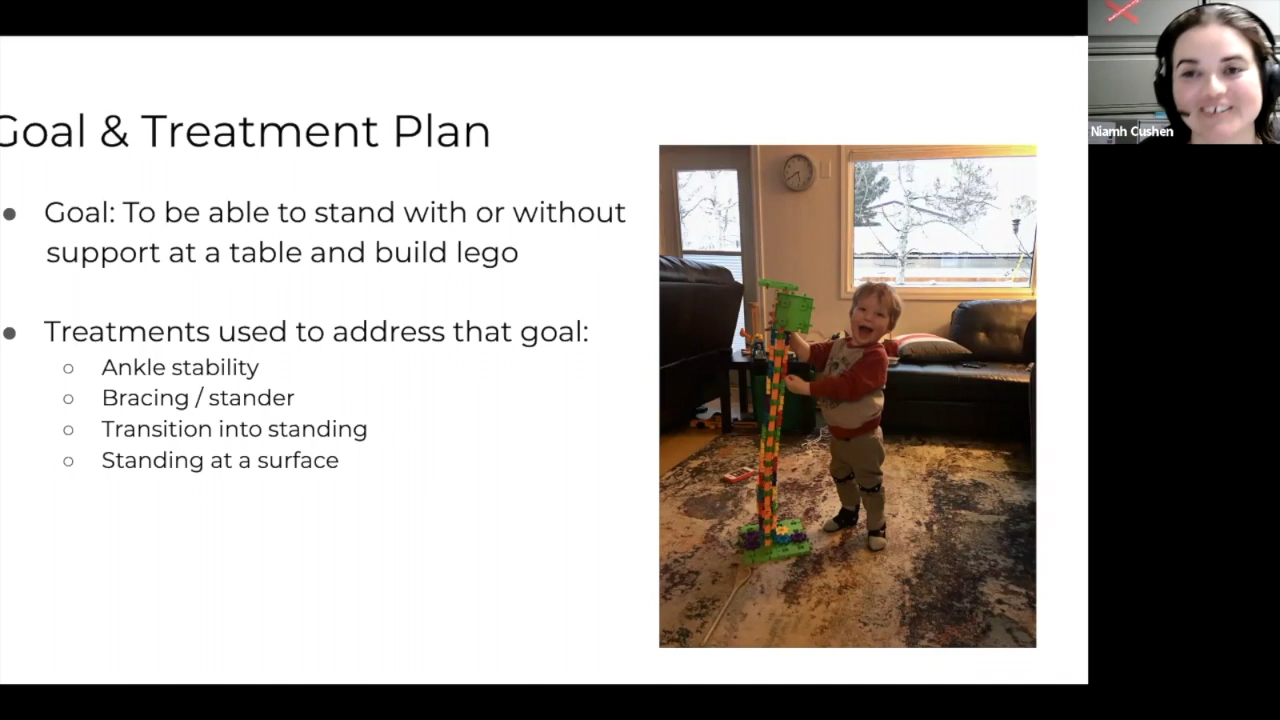 Goal & Treatment Plan
● Goal: To be able to stand with or without
support at a table and build lego
● Treatments used to address that goal:
○ Ankle stability
○ Bracing / stander
○ Transition into standing
○ Standing at a surface
Niamh Cushen